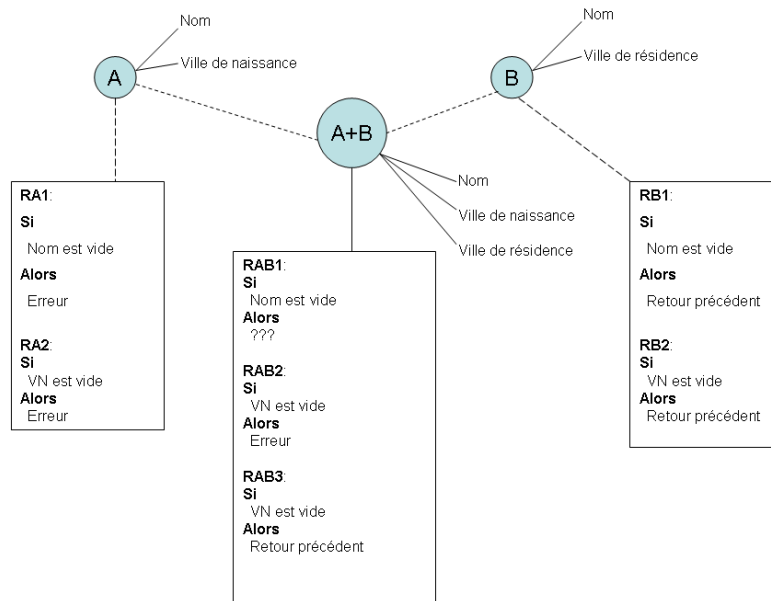 Nom
Ville de naissance
A
Nom
Ville de résidence
B
A+B
Nom
Ville de naissance
Ville de résidence
RA1:
Si
Nom est vide
Alors
Erreur
RA2:
Si
VN est vide
Alors
Erreur
RAB1:
Si
Nom est vide
Alors
???
RAB2:
Si
VN est vide
Alors
Erreur
RAB3:
Si
VN est vide
Alors
Retour précédent
RB1:
Si
Nom est vide
Alors
Retour précédent
RB2:
Si
VN est vide
Alors
Retour précédent